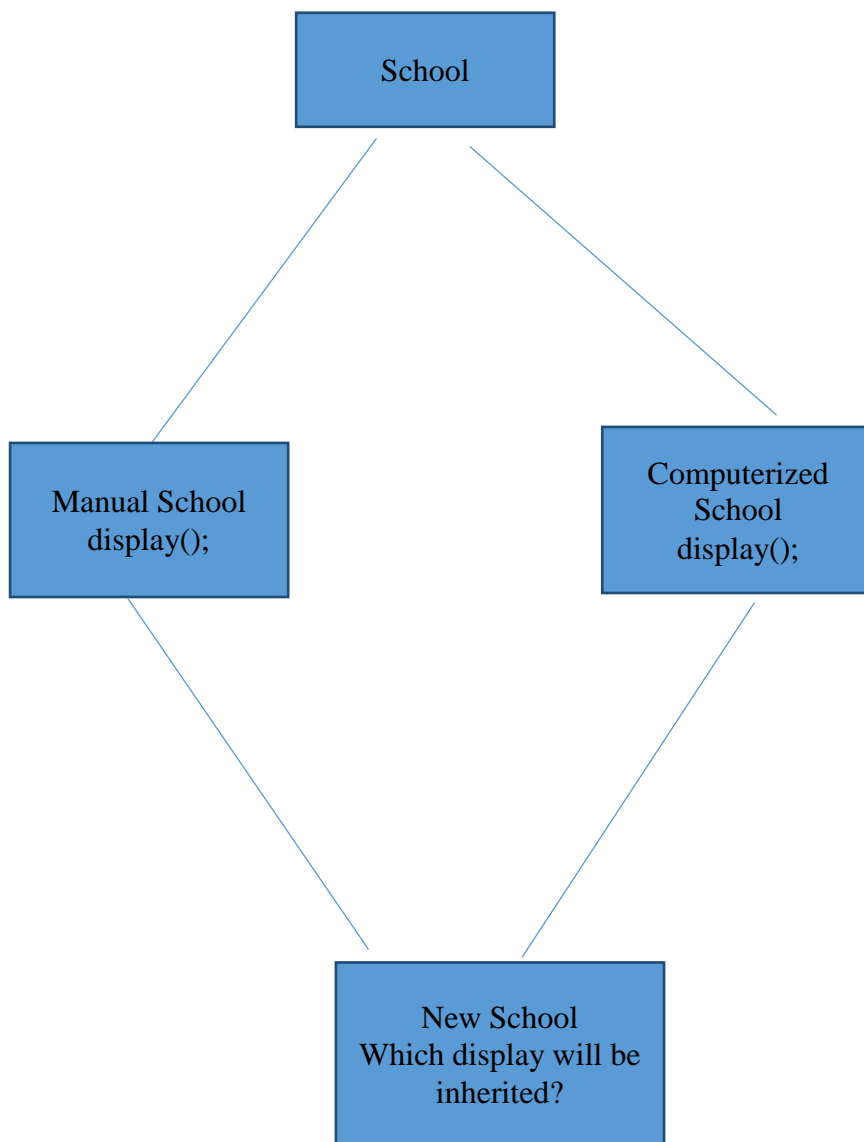 School
Manual School
display();
Computerized
School
display();
New School
Which display will be
inherited?